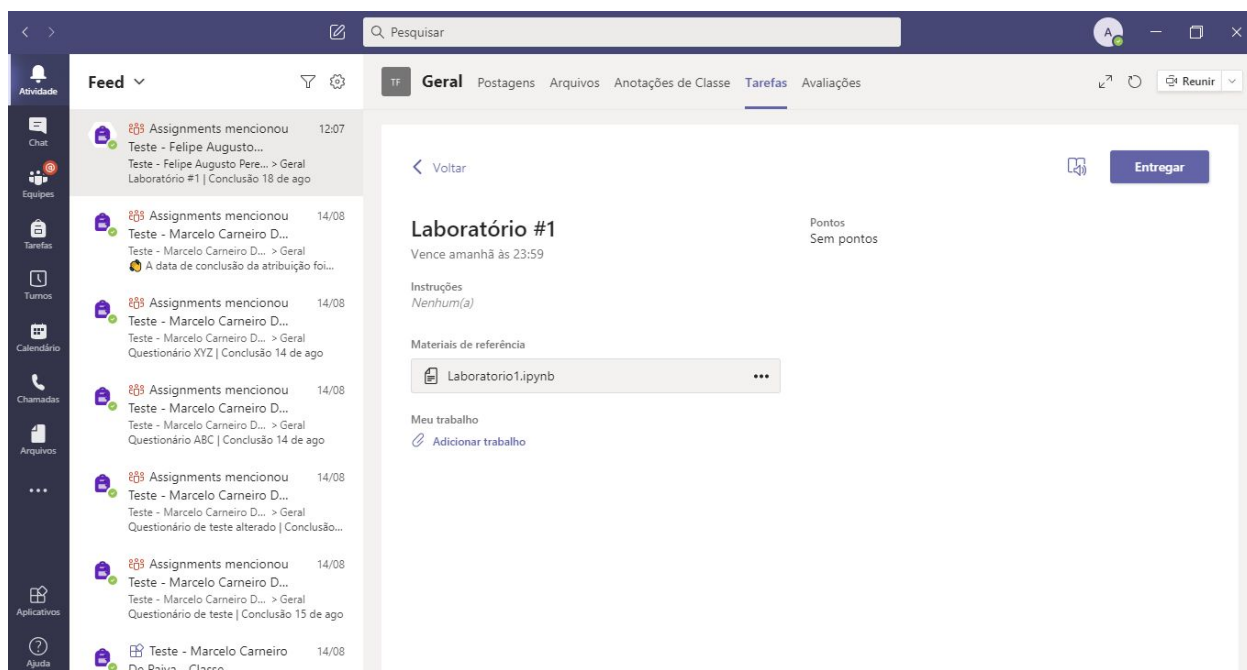 Pesquisar
A
Atividade
Chat
@
Equipes
Tarefas
Turnos
Calendário
Chamadas
Arquivos
Aplicativos
Ajuda
Feed
Assignments mencionou 12:07
Teste - Felipe Augusto...
Teste - Felipe Augusto Pere... > Geral
Laboratório #1 | Conclusão 18 de ago
Assignments mencionou 14/08
Teste - Marcelo Carneiro D...
Teste - Marcelo Carneiro D... > Geral
A data de conclusão da atribuição foi...
Assignments mencionou 14/08
Teste - Marcelo Carneiro D...
Teste - Marcelo Carneiro D... > Geral
Questionário XYZ | Conclusão 14 de ago
Assignments mencionou 14/08
Teste - Marcelo Carneiro D...
Teste - Marcelo Carneiro D... > Geral
Questionário ABC | Conclusão 14 de ago
Assignments mencionou 14/08
Teste - Marcelo Carneiro D...
Teste - Marcelo Carneiro D... > Geral
Questionário de teste alterado | Conclusão...
Assignments mencionou 14/08
Teste - Marcelo Carneiro D...
Teste - Marcelo Carneiro D... > Geral
Questionário de teste | Conclusão 15 de ago
Teste - Marcelo Carneiro 14/08
De Paiva - Classe
TF Geral Postagens Arquivos Anotações de Classe Tarefas Avaliações Reunir
Voltar Entregar
Laboratório #1
Vence amanhã às 23:59
Pontos
Sem pontos
Instruções
Nenhum(a)
Materiais de referência
Laboratorio1.ipynb
Meu trabalho
Adicionar trabalho